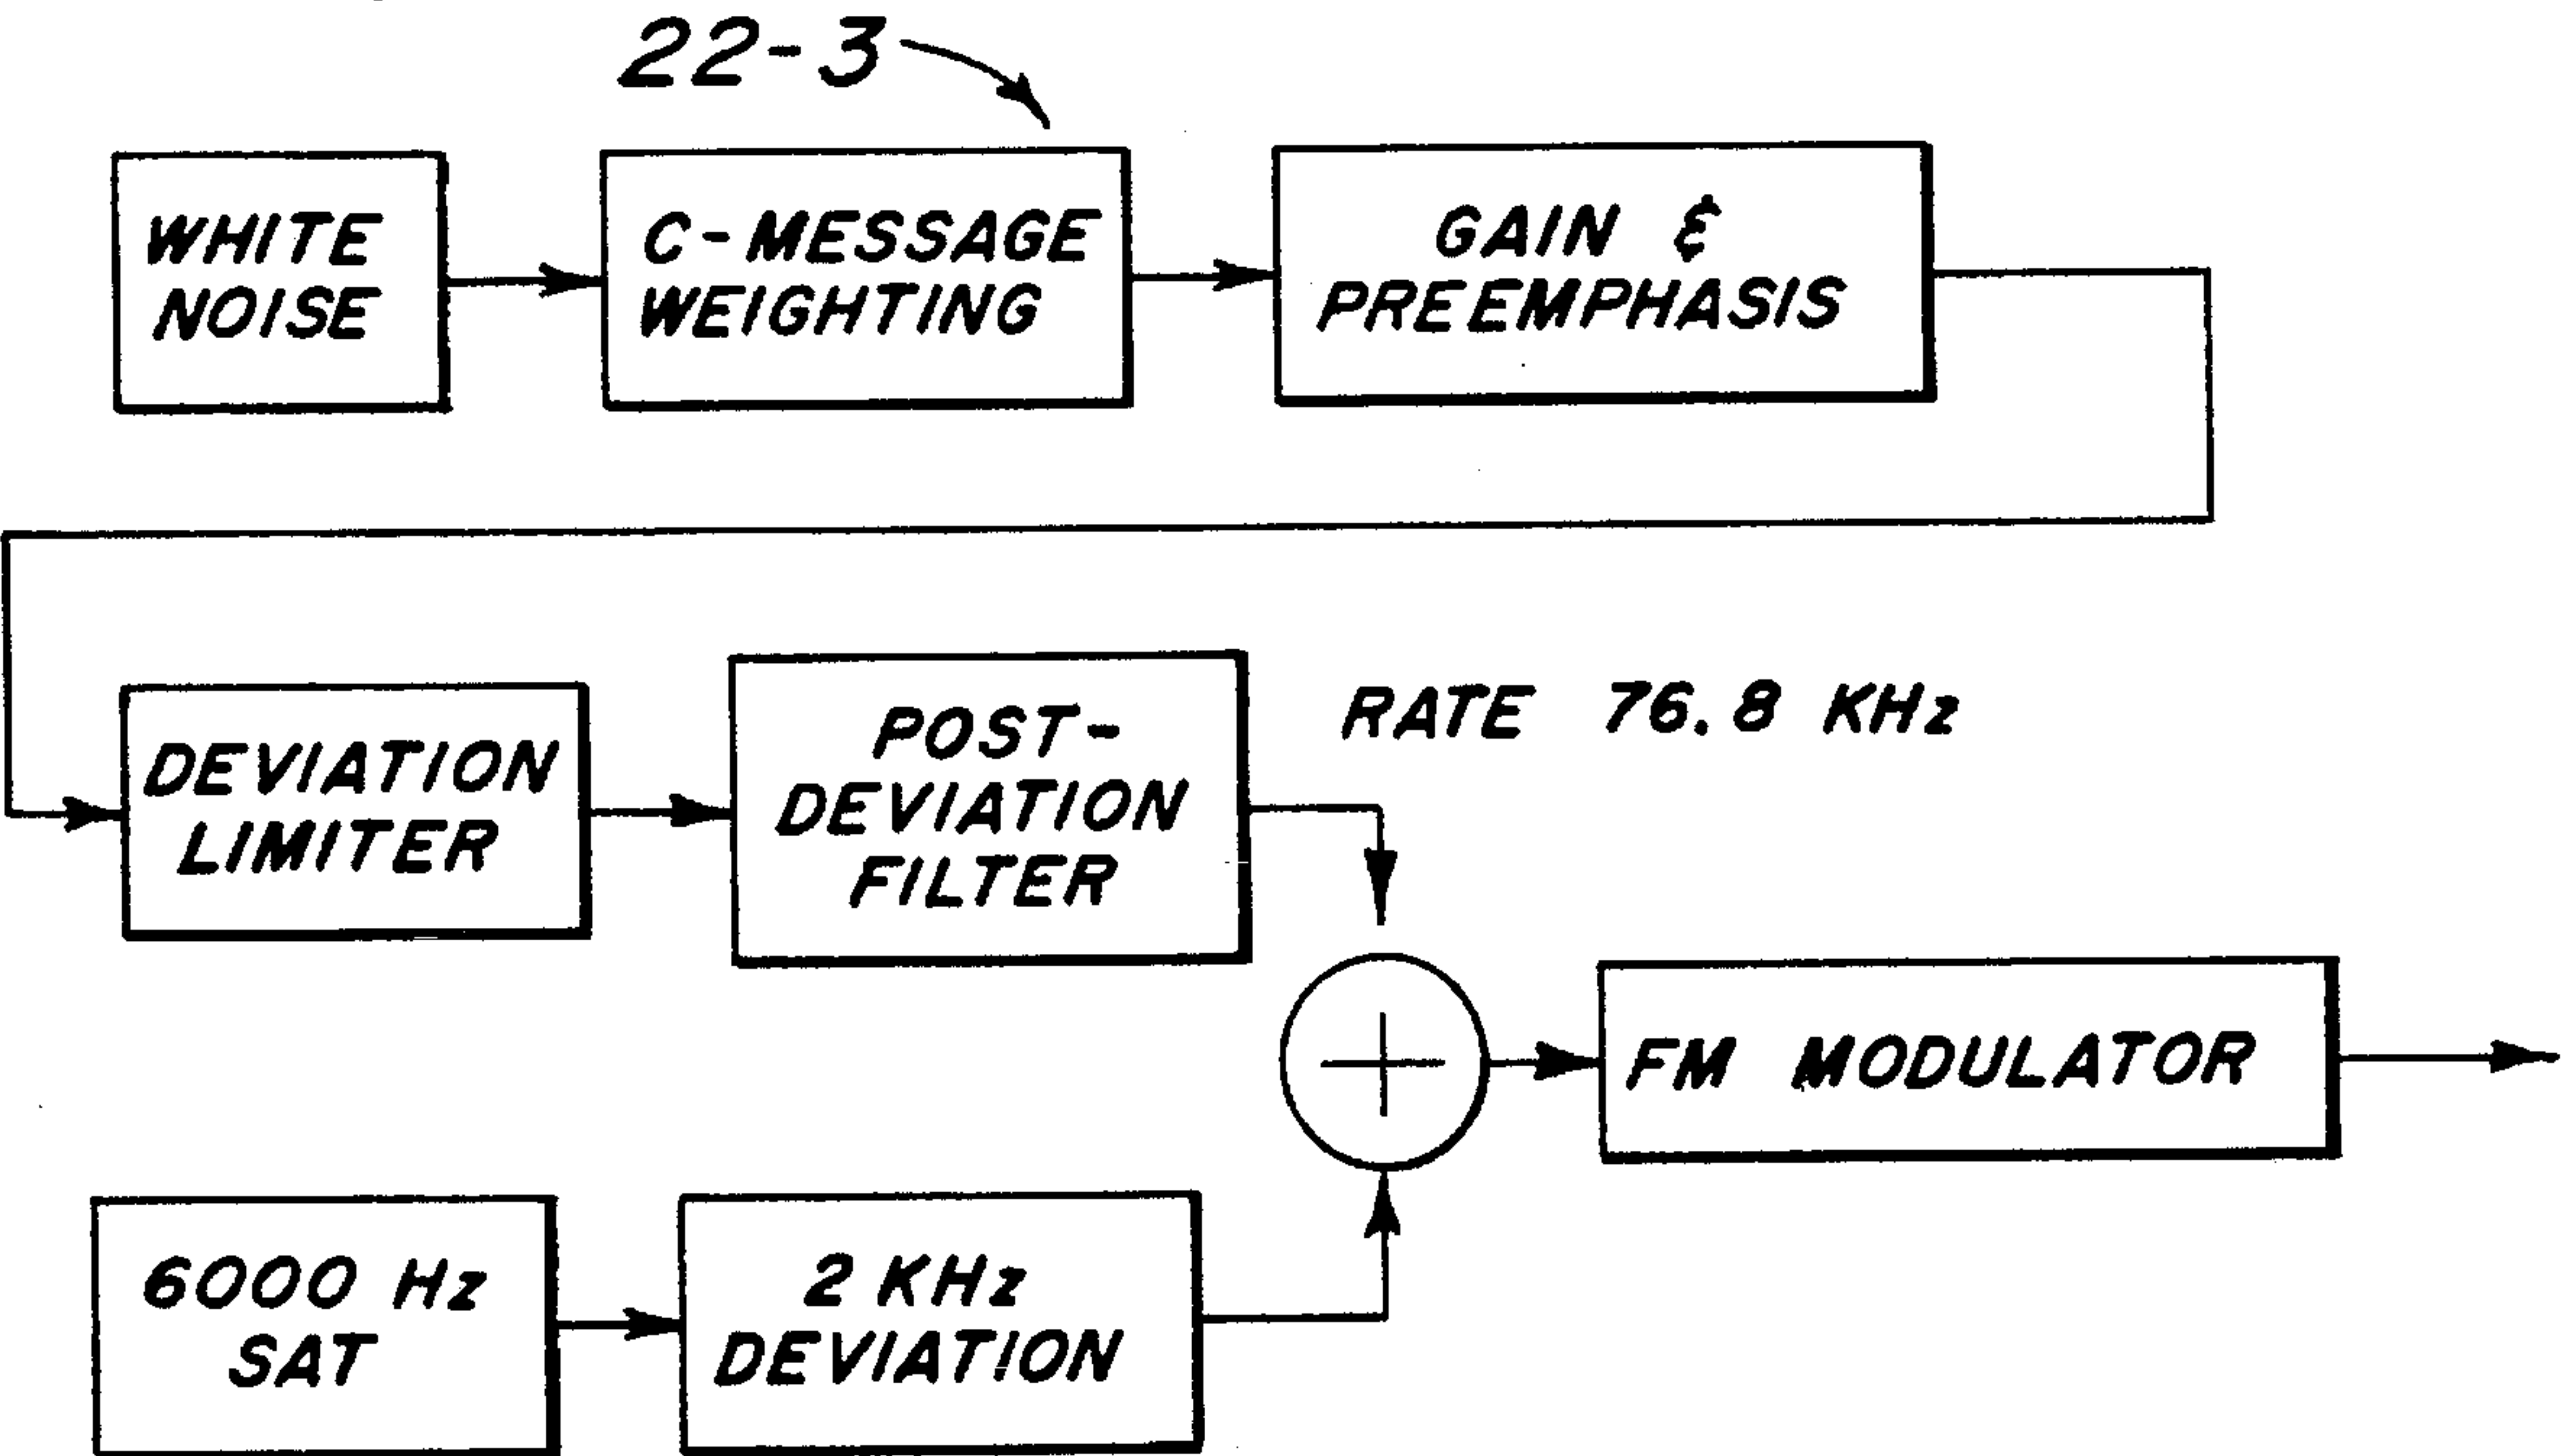 22-3
WHITE
NOISE
C-MESSAGE
WEIGHTING
GAIN &
PREEMPHASIS
DEVIATION
LIMITER
POST-
DEVIATION
FILTER
RATE 76.8 KHz
+
FM MODULATOR
6000 Hz
SAT
2 KHz
DEVIATION